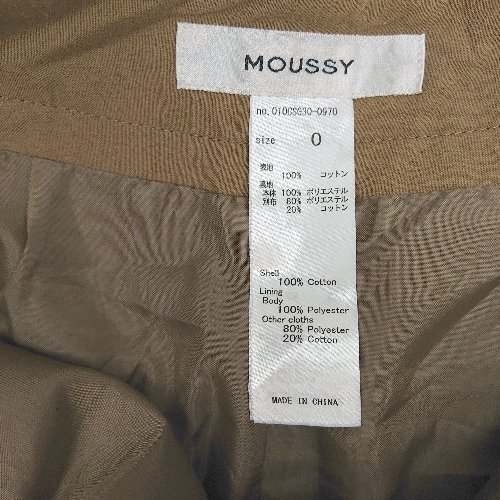 MOUSSY
no. 010CSG30-0970
size 0
表地
100% コットン
裏地
本体 100% ポリエステル
別布 80% ポリエステル
20% コットン
Shell
100% Cotton
Lining
Body
100% Polyester
Other cloths
80% Polyester
20% Cotton
MADE IN CHINA